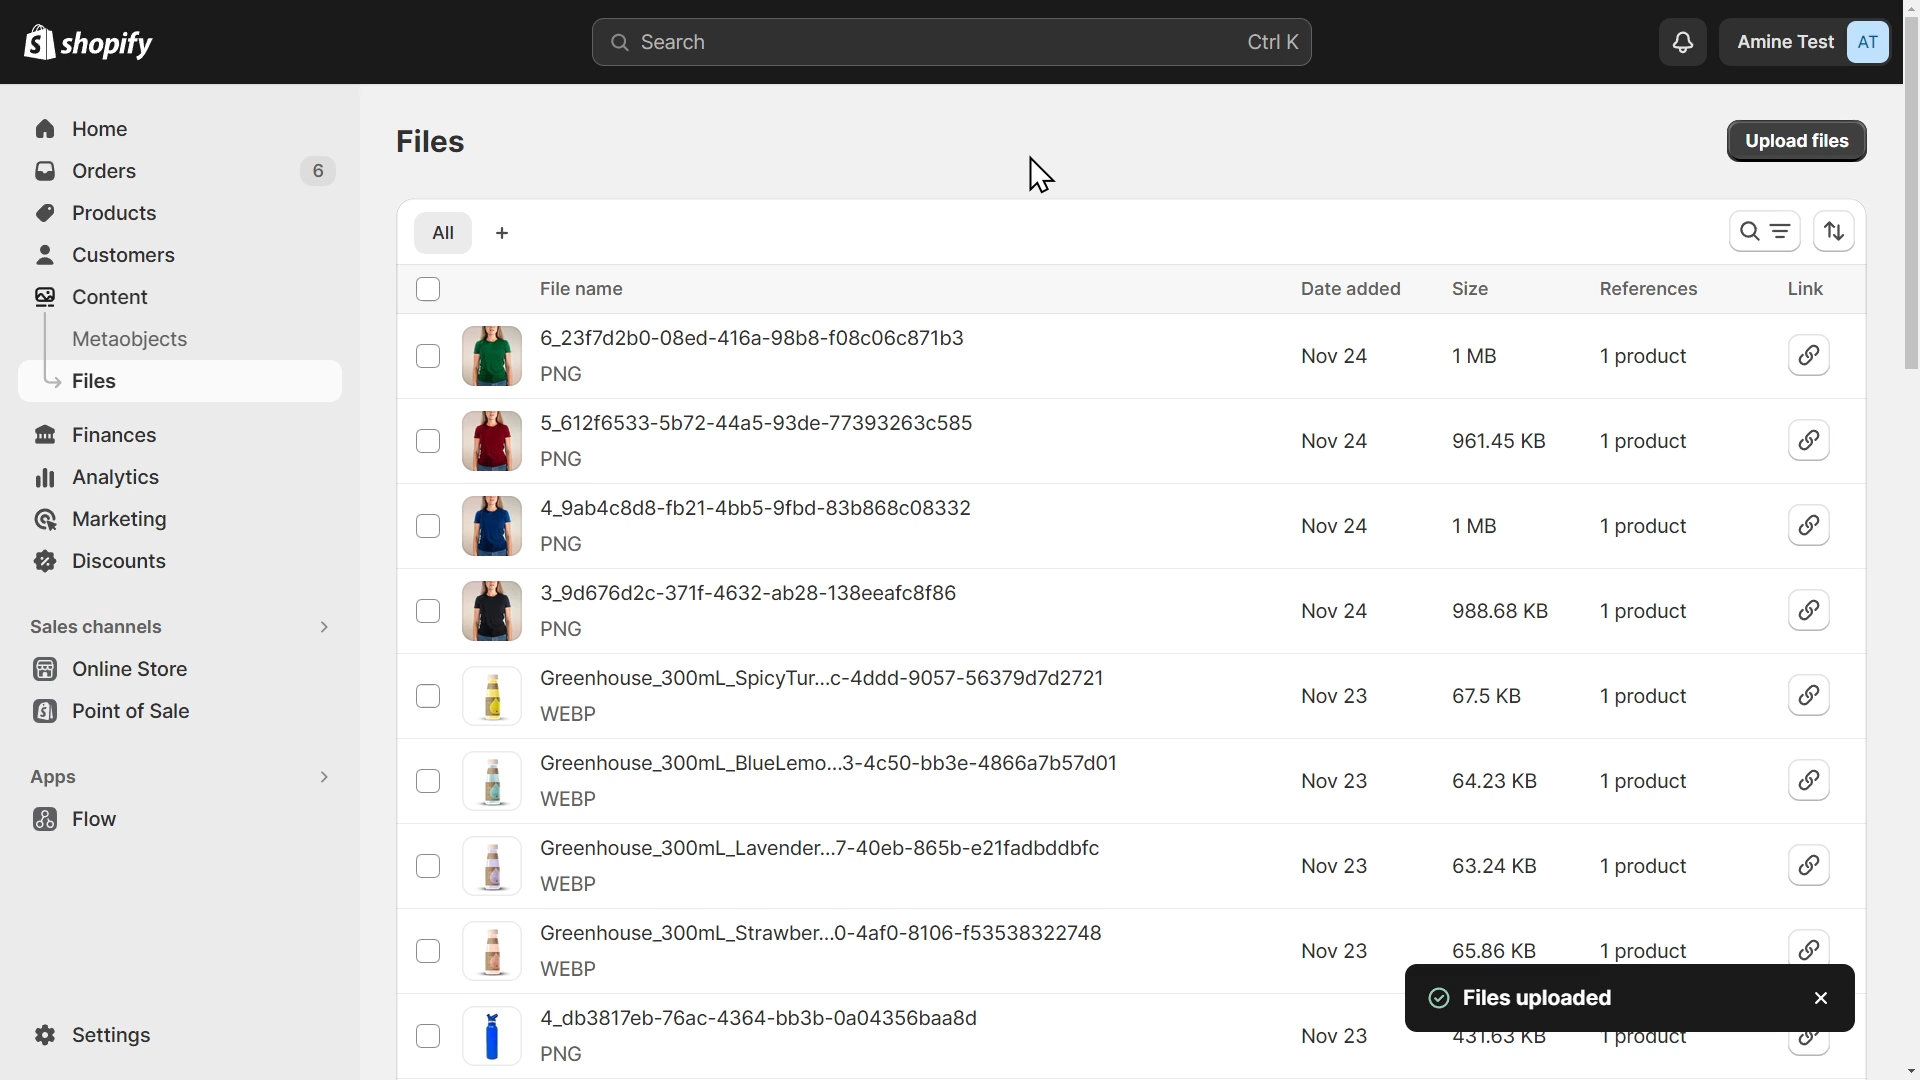 shopify
Search
Ctrl K
Amine Test
AT
Home
Orders
6
Products
Customers
Content
Metaobjects
Files
Finances
Analytics
Marketing
Discounts
Sales channels
Online Store
Point of Sale
Apps
Flow
Settings
Files
Upload files
All
+
File name Date added Size References Link
6_23f7d2b0-08ed-416a-98b8-f08c06c871b3
PNG
Nov 24 1 MB 1 product
5_612f6533-5b72-44a5-93de-77393263c585
PNG
Nov 24 961.45 KB 1 product
4_9ab4c8d8-fb21-4bb5-9fbd-83b868c08332
PNG
Nov 24 1 MB 1 product
3_9d676d2c-371f-4632-ab28-138eeafc8f86
PNG
Nov 24 988.68 KB 1 product
Greenhouse_300mL_SpicyTur...c-4ddd-9057-56379d7d2721
WEBP
Nov 23 67.5 KB 1 product
Greenhouse_300mL_BlueLemo...3-4c50-bb3e-4866a7b57d01
WEBP
Nov 23 64.23 KB 1 product
Greenhouse_300mL_Lavender...7-40eb-865b-e21fadbddbfc
WEBP
Nov 23 63.24 KB 1 product
Greenhouse_300mL_Strawber...0-4af0-8106-f53538322748
WEBP
Nov 23 65.86 KB 1 product
4_db3817eb-76ac-4364-bb3b-0a04356baa8d
PNG
Nov 23 431.63 KB 1 product
Files uploaded